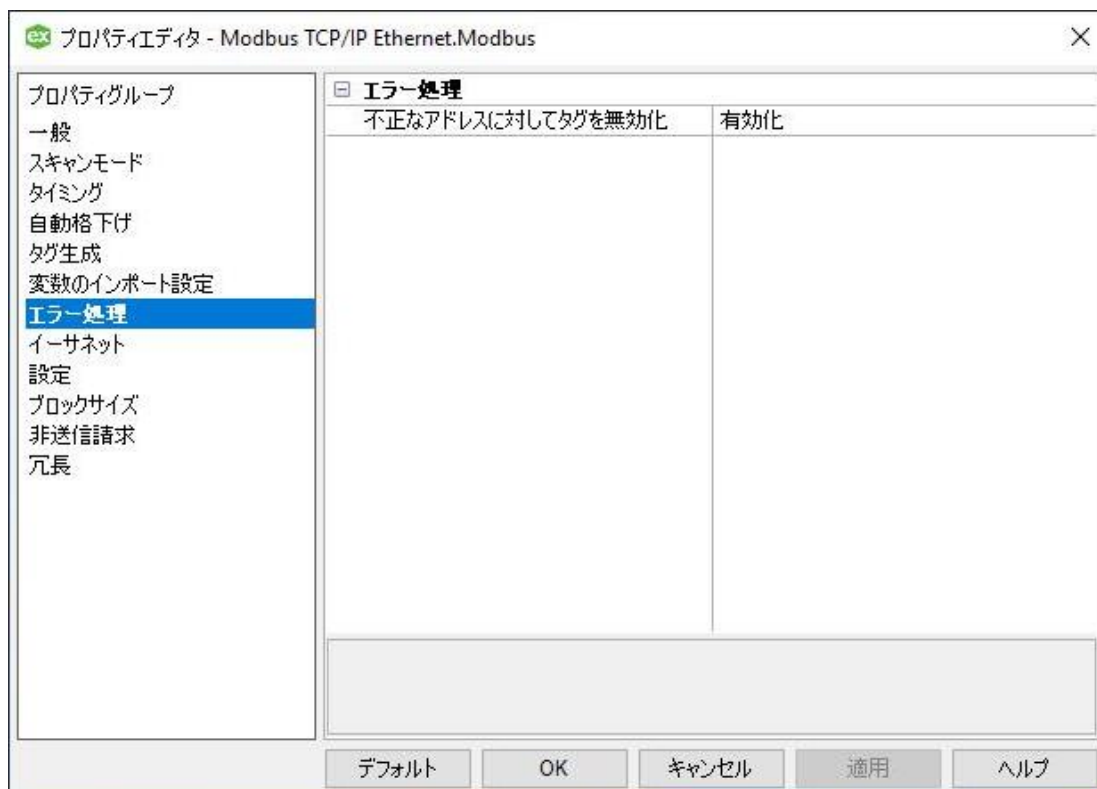 プロパティエディタ - Modbus TCP/IP Ethernet.Modbus
プロパティグループ
一般
スキャンモード
タイミング
自動格下げ
タグ生成
変数のインポート設定
エラー処理
イーサネット
設定
ブロックサイズ
非送信請求
冗長
エラー処理
不正なアドレスに対してタグを無効化 有効化
デフォルト OK キャンセル 適用 ヘルプ